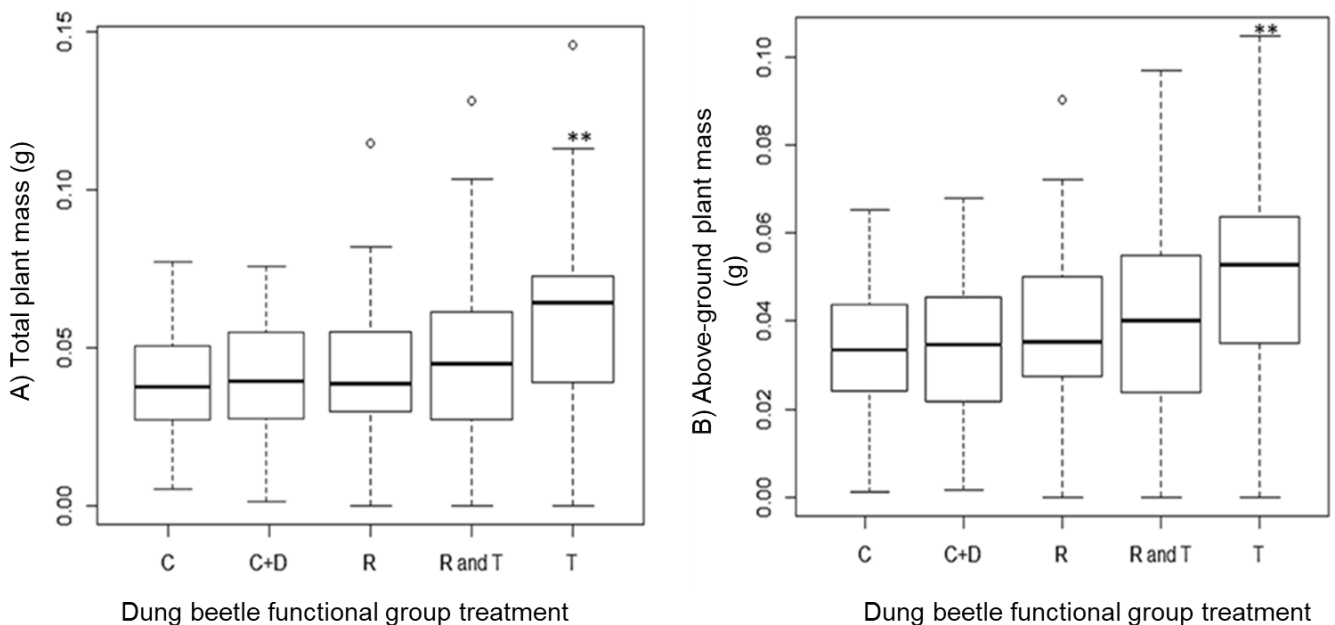 A) Total plant mass (g)
0.15
0.10
0.05
0.00
**
C
C+D
R
R and T
T
Dung beetle functional group treatment
B) Above-ground plant mass
(g)
0.10
0.08
0.06
0.04
0.02
0.00
**
C
C+D
R
R and T
T
Dung beetle functional group treatment